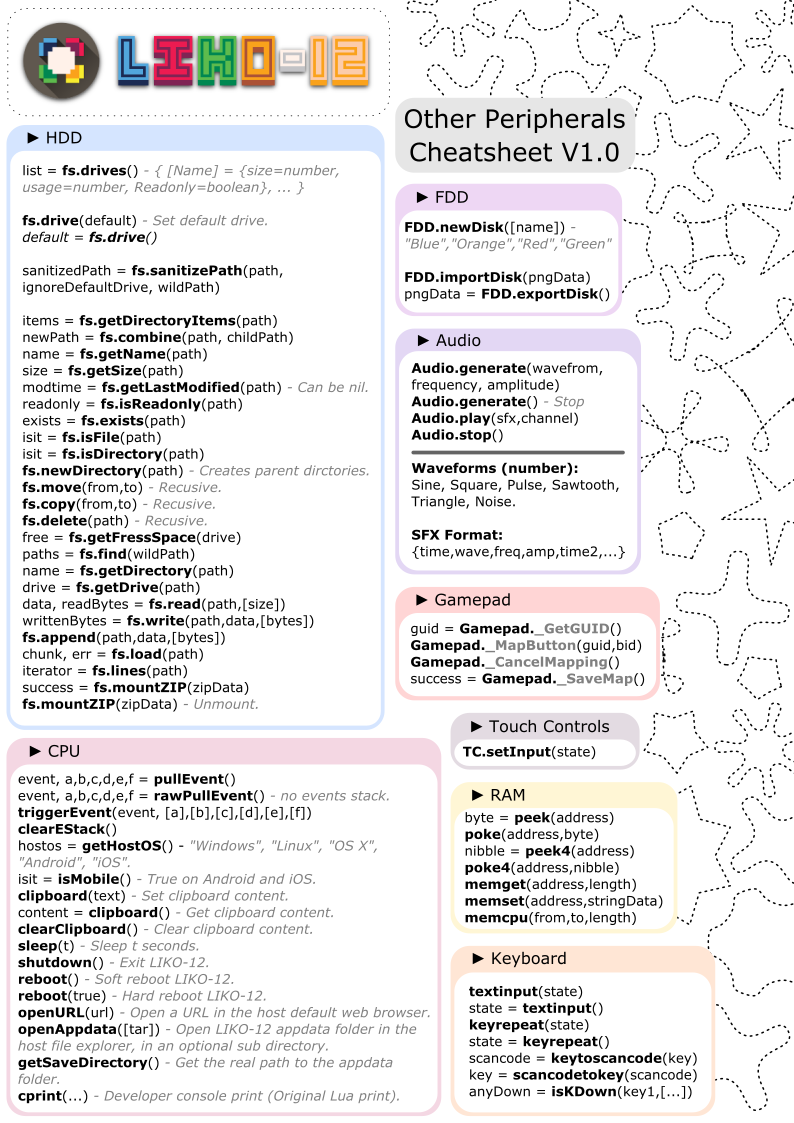 LIKO-12
Other Peripherals
Cheatsheet V1.0
► HDD
list = fs.drives() - { [Name] = {size=number,
usage=number, Readonly=boolean}, ... }
fs.drive(default) - Set default drive.
default = fs.drive()
sanitizedPath = fs.sanitizePath(path,
ignoreDefaultDrive, wildPath)
items = fs.getDirectoryItems(path)
newPath = fs.combine(path, childPath)
name = fs.getName(path)
size = fs.getSize(path)
modtime = fs.getLastModified(path) - Can be nil.
readonly = fs.isReadonly(path)
exists = fs.exists(path)
isit = fs.isFile(path)
isit = fs.isDirectory(path)
fs.newDirectory(path) - Creates parent dirctories.
fs.move(from,to) - Recusive.
fs.copy(from,to) - Recusive.
fs.delete(path) - Recusive.
free = fs.getFressSpace(drive)
paths = fs.find(wildPath)
name = fs.getDirectory(path)
drive = fs.getDrive(path)
data, readBytes = fs.read(path,[size])
writtenBytes = fs.write(path,data,[bytes])
fs.append(path,data,[bytes])
chunk, err = fs.load(path)
iterator = fs.lines(path)
success = fs.mountZIP(zipData)
fs.mountZIP(zipData) - Unmount.
► CPU
event, a,b,c,d,e,f = pullEvent()
event, a,b,c,d,e,f = rawPullEvent() - no events stack.
triggerEvent(event, [a],[b],[c],[d],[e],[f])
clearEStack()
hostos = getHostOS() - "Windows", "Linux", "OS X",
"Android", "iOS".
isit = isMobile() - True on Android and iOS.
clipboard(text) - Set clipboard content.
content = clipboard() - Get clipboard content.
clearClipboard() - Clear clipboard content.
sleep(t) - Sleep t seconds.
shutdown() - Exit LIKO-12.
reboot() - Soft reboot LIKO-12.
reboot(true) - Hard reboot LIKO-12.
openURL(url) - Open a URL in the host default web browser.
openAppdata([tar]) - Open LIKO-12 appdata folder in the
host file explorer, in an optional sub directory.
getSaveDirectory() - Get the real path to the appdata
folder.
cprint(...) - Developer console print (Original Lua print).
► FDD
FDD.newDisk([name]) -
"Blue","Orange","Red","Green"
FDD.importDisk(pngData)
pngData = FDD.exportDisk()
► Audio
Audio.generate(wavefrom,
frequency, amplitude)
Audio.generate() - Stop
Audio.play(sfx,channel)
Audio.stop()
Waveforms (number):
Sine, Square, Pulse, Sawtooth,
Triangle, Noise.
SFX Format:
{time,wave,freq,amp,time2,...}
► Gamepad
guid = Gamepad._GetGUID()
Gamepad._MapButton(guid,bid)
Gamepad._CancelMapping()
success = Gamepad._SaveMap()
► Touch Controls
TC.setInput(state)
► RAM
byte = peek(address)
poke(address,byte)
nibble = peek4(address)
poke4(address,nibble)
memget(address,length)
memset(address,stringData)
memcpu(from,to,length)
► Keyboard
textinput(state)
state = textinput()
keyrepeat(state)
state = keyrepeat()
scancode = keytoscancode(key)
key = scancodetokey(scancode)
anyDown = isKDown(key1,[...])